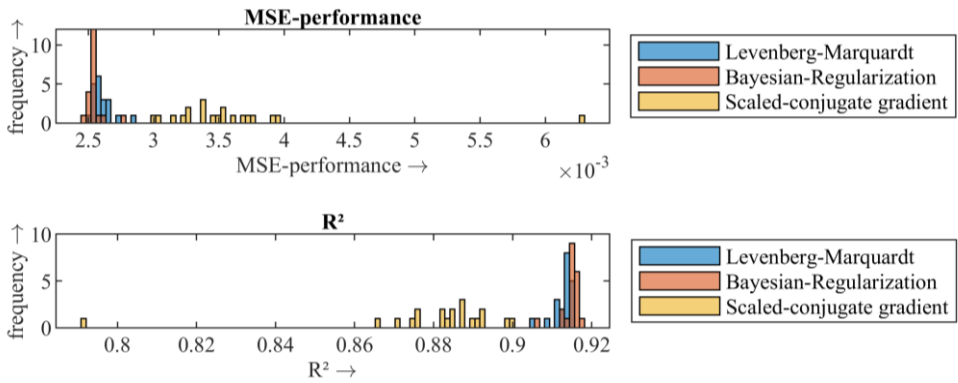 MSE-performance
frequency →
10
5
0
2.5 3 3.5 4 4.5 5 5.5 6
MSE-performance →
×10-3
Levenberg-Marquardt
Bayesian-Regularization
Scaled-conjugate gradient
R²
frequency →
10
5
0
0.8 0.82 0.84 0.86 0.88 0.9 0.92
R² →
Levenberg-Marquardt
Bayesian-Regularization
Scaled-conjugate gradient